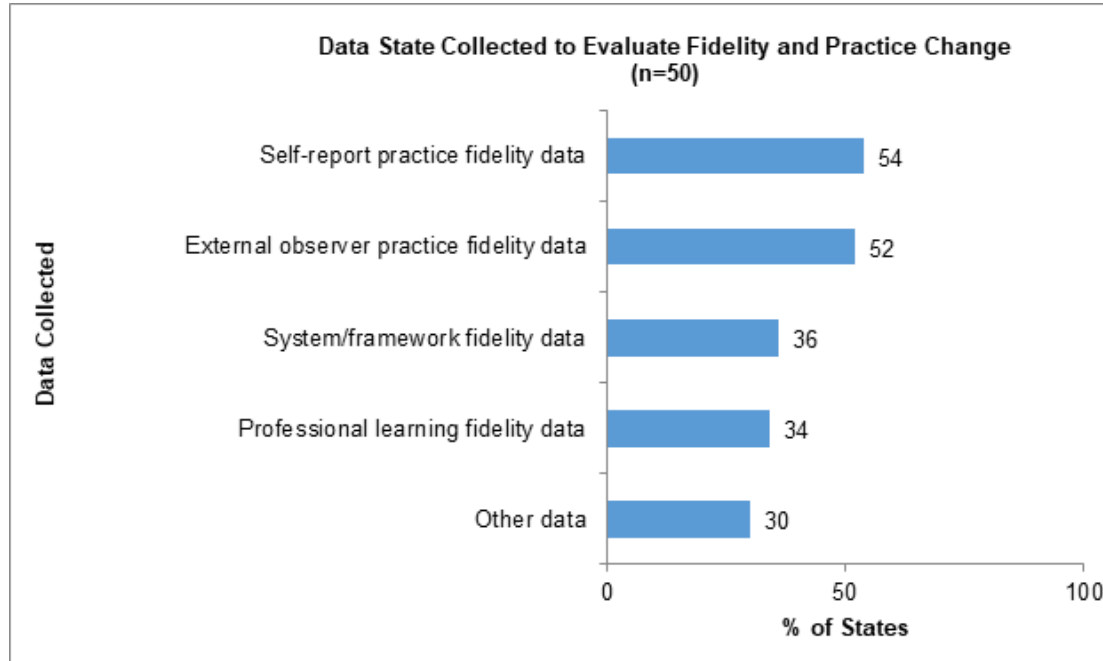 Data State Collected to Evaluate Fidelity and Practice Change
(n=50)
Data Collected
Self-report practice fidelity data
54
External observer practice fidelity data
52
System/framework fidelity data
36
Professional learning fidelity data
34
Other data
30
0
50
100
% of States